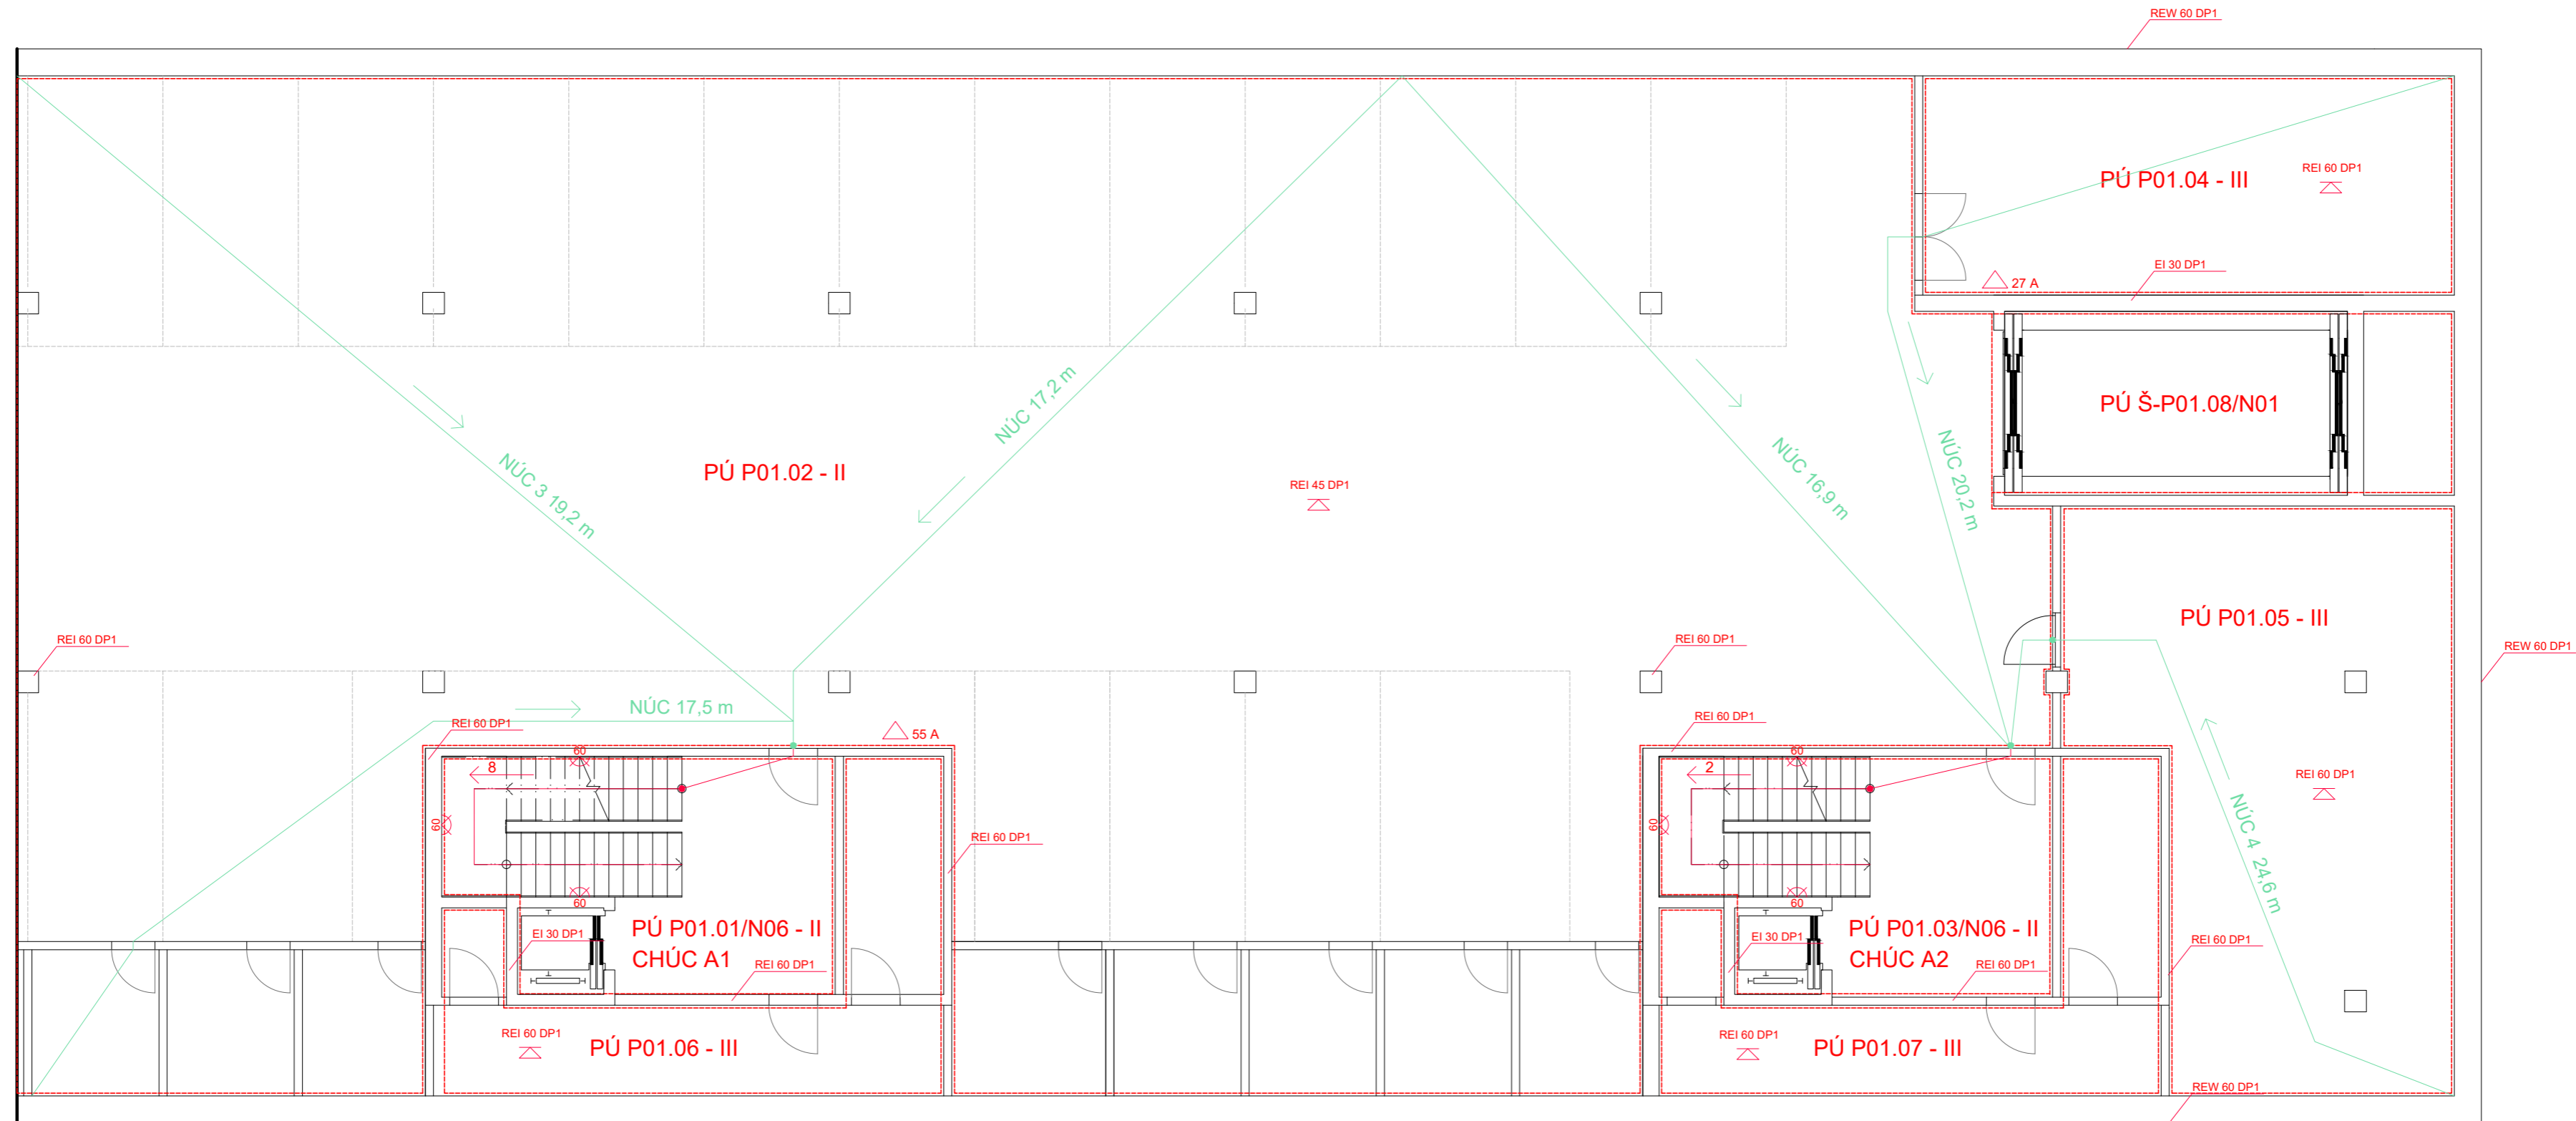 REW 60 DP1
PÚ P01.04 - III
REI 60 DP1
EI 30 DP1
27 A
NÚC 17,2 m
PÚ Š-P01.08/N01
NÚC 3 19,2 m
PÚ P01.02 - II
REI 45 DP1
NÚC 16,9 m
NÚC 20,2 m
REI 60 DP1
REI 60 DP1
PÚ P01.05 - III
REW 60 DP1
NÚC 17,5 m
REI 60 DP1
55 A
REI 60 DP1
60
8
60
60
REI 60 DP1
60
2
60
60
REI 60 DP1
NÚC 4 24,6 m
PÚ P01.01/N06 - II
CHÚC A1
EI 30 DP1
REI 60 DP1
PÚ P01.03/N06 - II
CHÚC A2
EI 30 DP1
REI 60 DP1
REI 60 DP1
REI 60 DP1
PÚ P01.06 - III
REI 60 DP1
PÚ P01.07 - III
REW 60 DP1